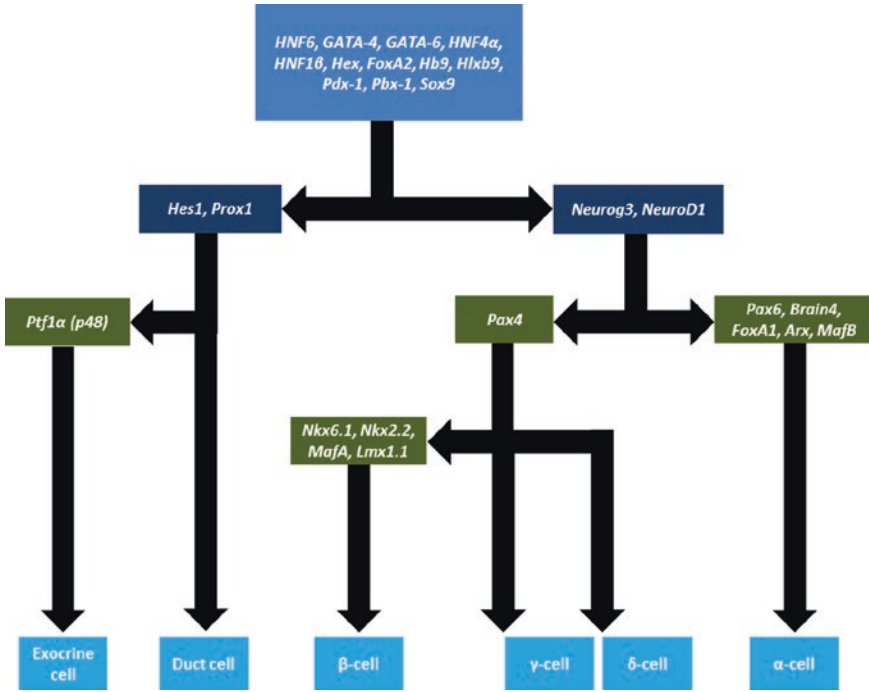 HNF6, GATA-4, GATA-6, HNF4α,
HNF1β, Hex, FoxA2, Hb9, Hlxb9,
Pdx-1, Pbx-1, Sox9
Hes1, Prox1
Neurog3, NeuroD1
Ptf1α (p48)
Pax4
Pax6, Brain4,
FoxA1, Arx, MafB
Nkx6.1, Nkx2.2,
MafA, Lmx1.1
Exocrine
cell
Duct cell
β-cell
γ-cell
δ-cell
α-cell